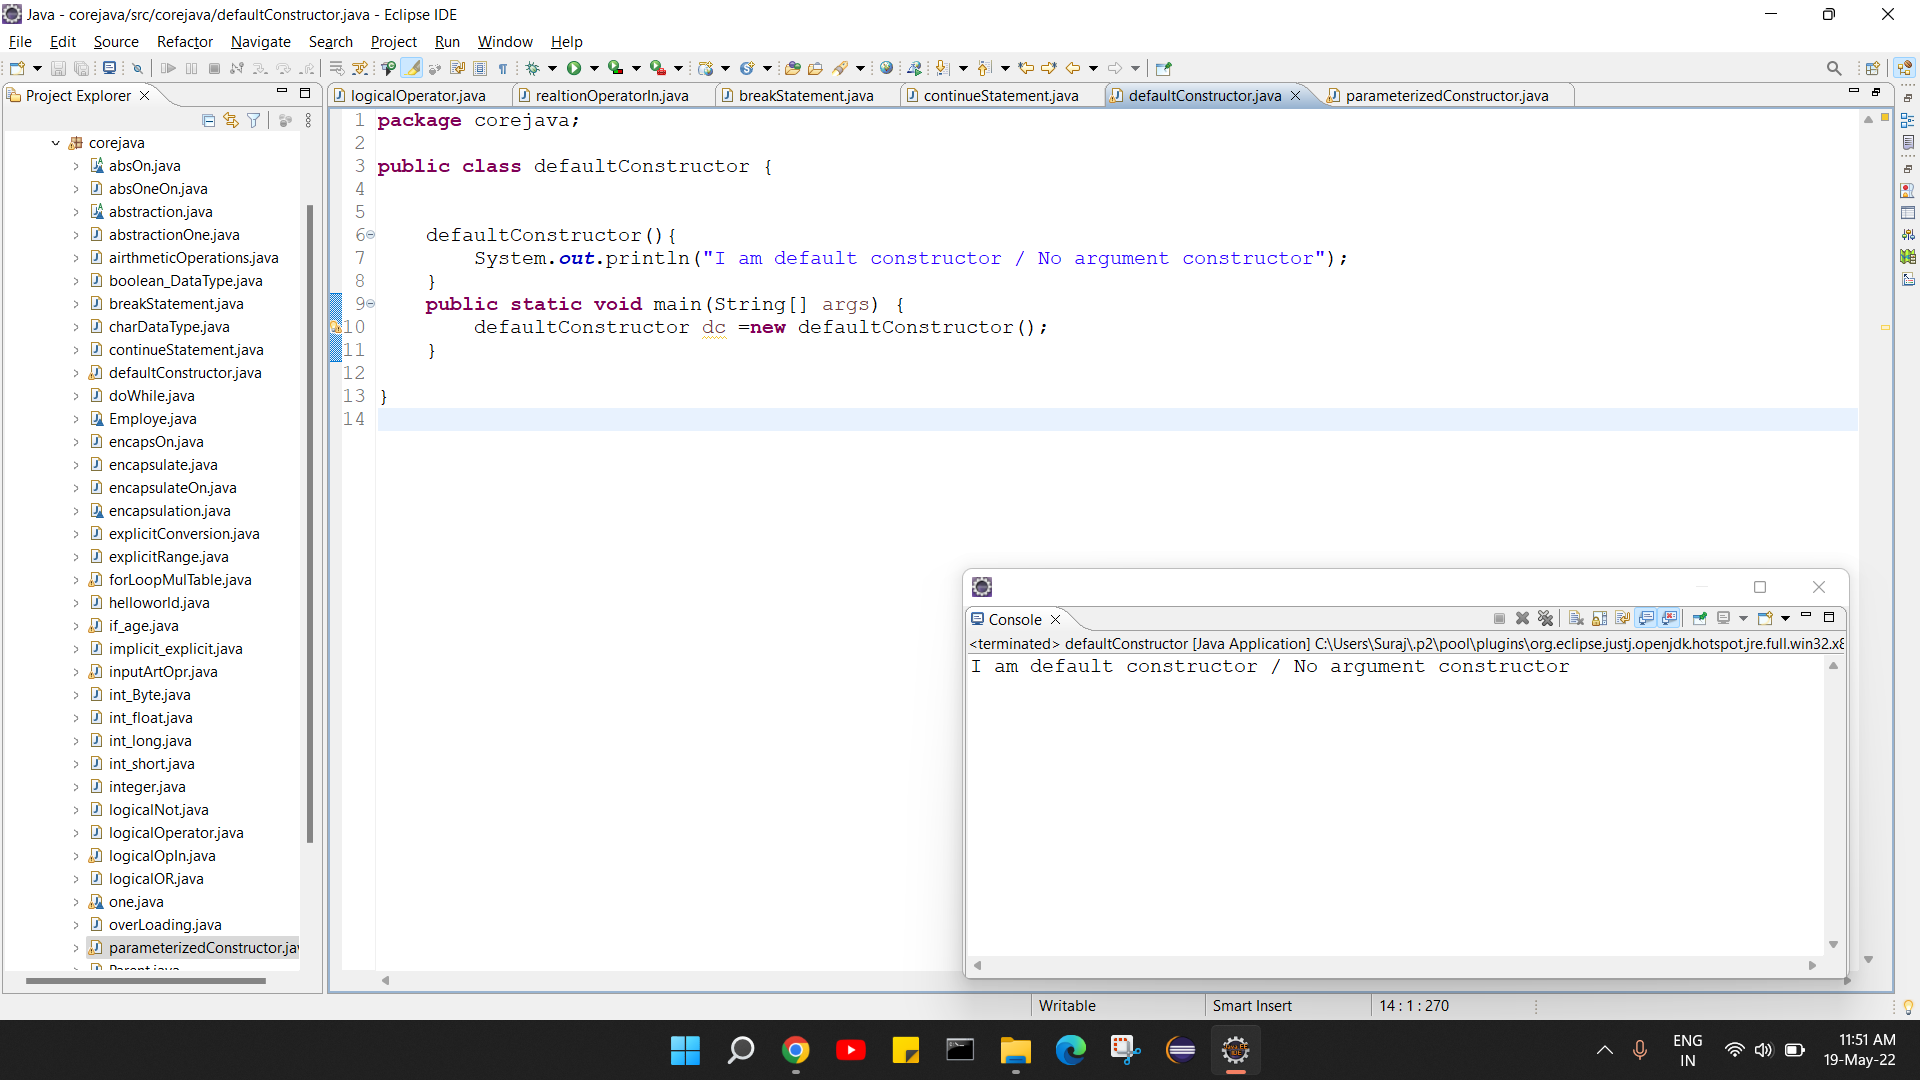 Java - corejava/src/corejava/defaultConstructor.java - Eclipse IDE
File Edit Source Refactor Navigate Search Project Run Window Help
Project Explorer
logicalOperator.java
realtionOperatorIn.java
breakStatement.java
continueStatement.java
defaultConstructor.java
parameterizedConstructor.java
corejava
absOn.java
absOneOn.java
abstraction.java
abstractionOne.java
airthmeticOperations.java
boolean_DataType.java
breakStatement.java
charDataType.java
continueStatement.java
defaultConstructor.java
doWhile.java
Employe.java
encapsOn.java
encapsulate.java
encapsulateOn.java
encapsulation.java
explicitConversion.java
explicitRange.java
forLoopMulTable.java
helloworld.java
if_age.java
implicit_explicit.java
inputArtOpr.java
int_Byte.java
int_float.java
int_long.java
int_short.java
integer.java
logicalNot.java
logicalOperator.java
logicalOpIn.java
logicalOR.java
one.java
overLoading.java
parameterizedConstructor.jav
Parent.java
1 package corejava;
2
3 public class defaultConstructor {
4
5
6 defaultConstructor(){
7 System.out.println("I am default constructor / No argument constructor");
8 }
9 public static void main(String[] args) {
10 defaultConstructor dc =new defaultConstructor();
11 }
12
13 }
14
Console
<terminated> defaultConstructor [Java Application] C:\Users\Suraj\.p2\pool\plugins\org.eclipse.justj.openjdk.hotspot.jre.full.win32.x8
I am default constructor / No argument constructor
Writable
Smart Insert
14 : 1 : 270
ENG
IN
11:51 AM
19-May-22